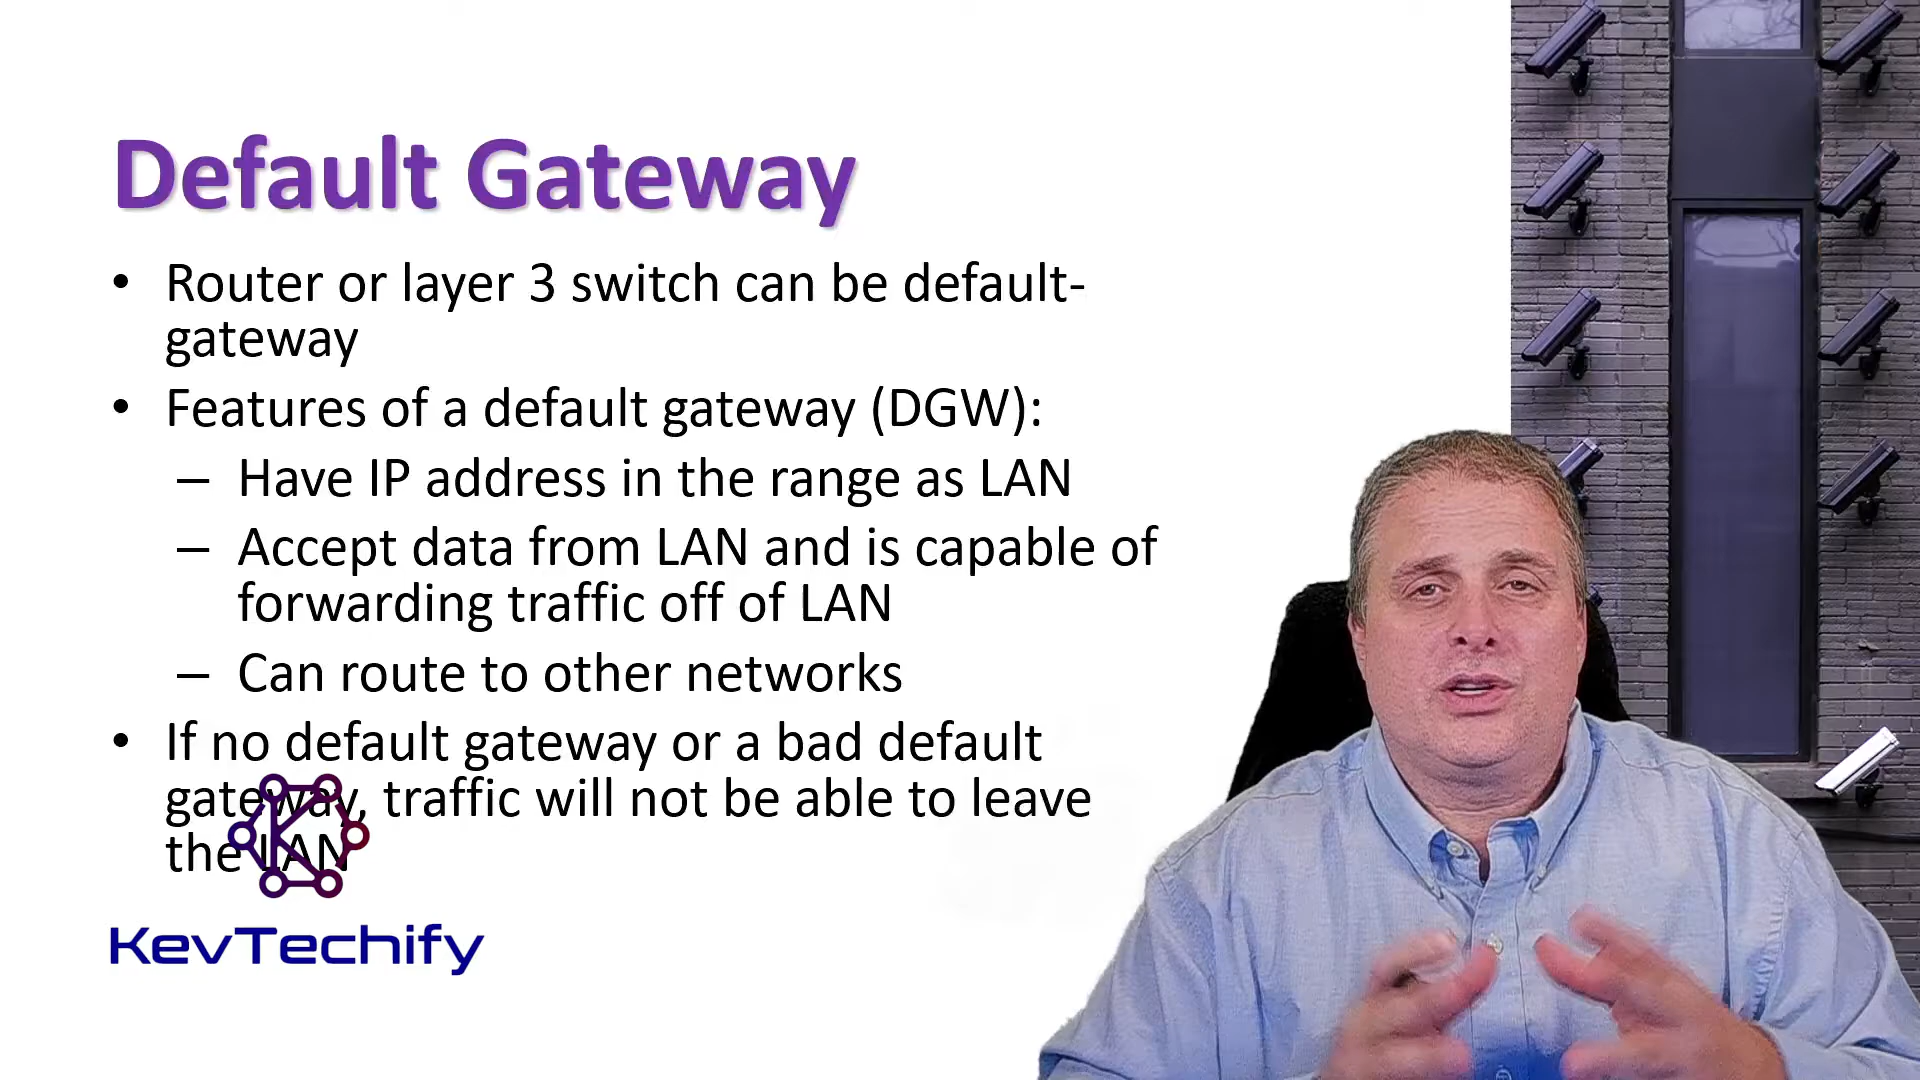 Default Gateway
• Router or layer 3 switch can be default-
gateway
• Features of a default gateway (DGW):
– Have IP address in the range as LAN
– Accept data from LAN and is capable of
forwarding traffic off of LAN
– Can route to other networks
• If no default gateway or a bad default
gateway, traffic will not be able to leave
the LAN
KevTechify